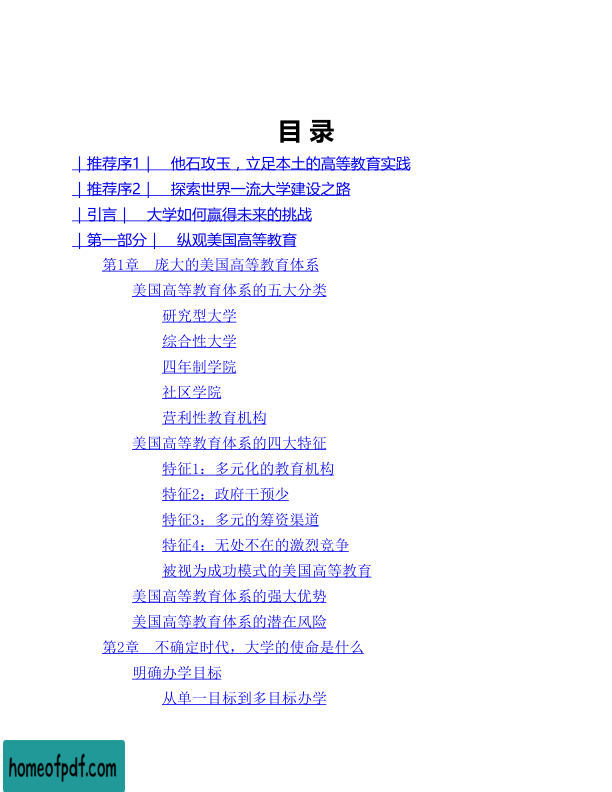 目 录
｜推荐序1｜　他石攻玉，立足本土的高等教育实践
｜推荐序2｜　探索世界一流大学建设之路
｜引言｜　大学如何赢得未来的挑战
｜第一部分｜　纵观美国高等教育
第1章　庞大的美国高等教育体系
美国高等教育体系的五大分类
研究型大学
综合性大学
四年制学院
社区学院
营利性教育机构
美国高等教育体系的四大特征
特征1：多元化的教育机构
特征2：政府干预少
特征3：多元的筹资渠道
特征4：无处不在的激烈竞争
被视为成功模式的美国高等教育
美国高等教育体系的强大优势
美国高等教育体系的潜在风险
第2章　不确定时代，大学的使命是什么
明确办学目标
从单一目标到多目标办学
homeofpdf.com